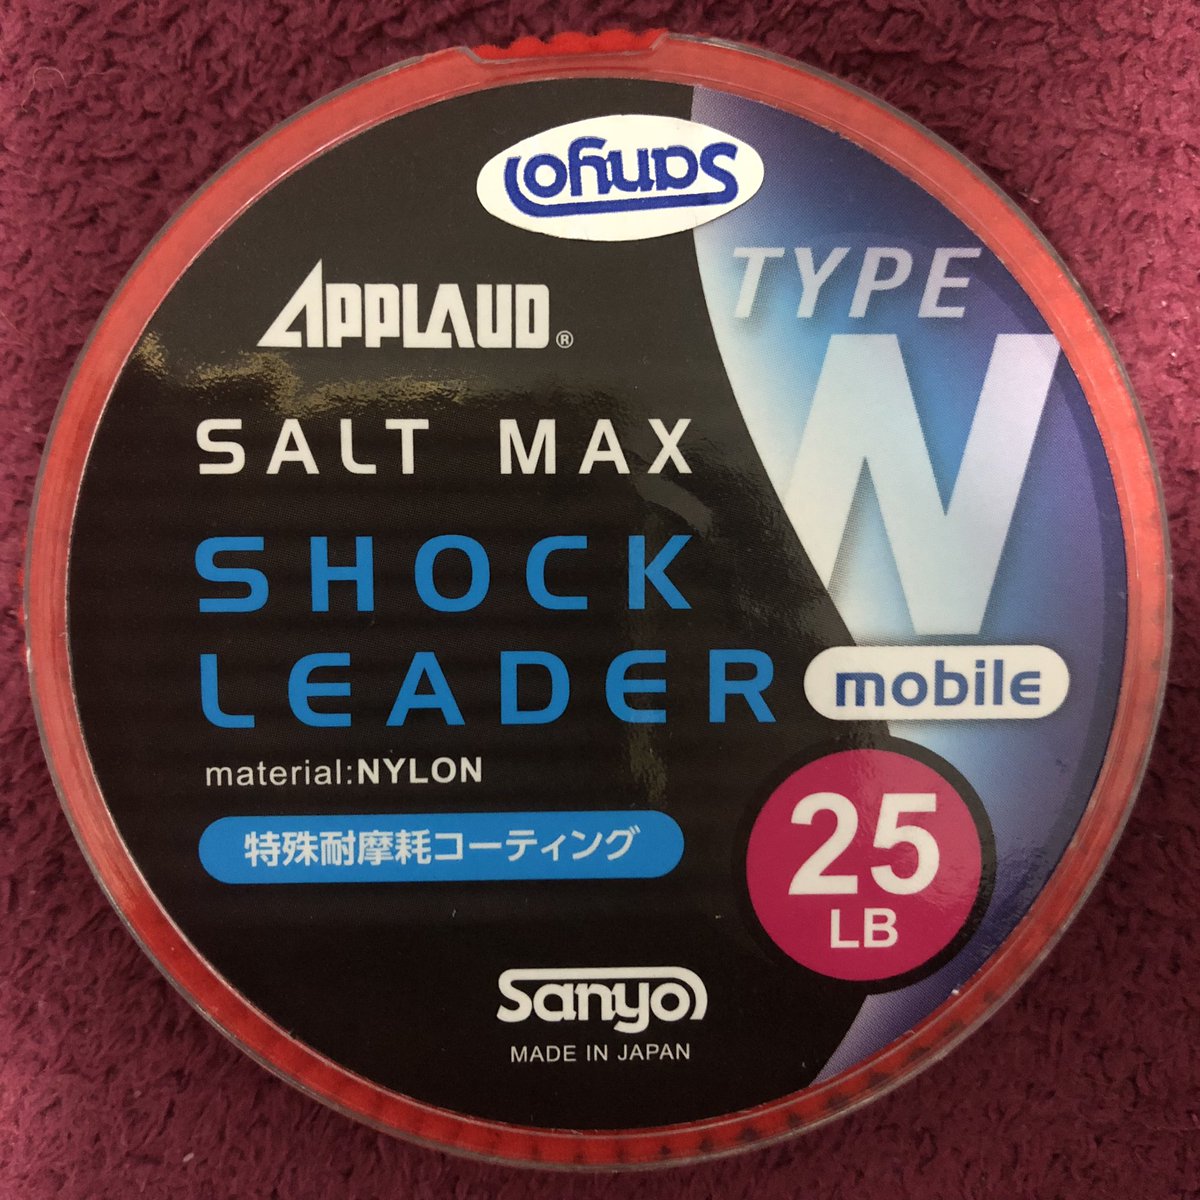 Sanyo
APPLAUD®
TYPE
N
SALT MAX
SHOCK
LEADER
mobile
material:NYLON
特殊耐摩耗コーティング
25
LB
Sanyo
MADE IN JAPAN